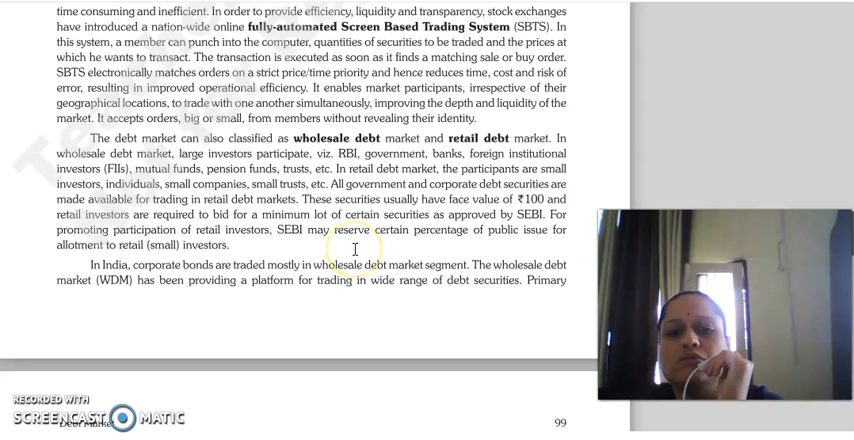 time consuming and inefficient. In order to provide efficiency, liquidity and transparency, stock exchanges
have introduced a nation-wide online fully-automated Screen Based Trading System (SBTS). In
this system, a member can punch into the computer, quantities of securities to be traded and the prices at
which he wants to transact. The transaction is executed as soon as it finds a matching sale or buy order.
SBTS electronically matches orders on a strict price/time priority and hence reduces time, cost and risk of
error, resulting in improved operational efficiency. It enables market participants, irrespective of their
geographical locations, to trade with one another simultaneously, improving the depth and liquidity of the
market. It accepts orders, big or small, from members without revealing their identity.
The debt market can also classified as wholesale debt market and retail debt market. In
wholesale debt market, large investors participate, viz. RBI, government, banks, foreign institutional
investors (FIIs), mutual funds, pension funds, trusts, etc. In retail debt market, the participants are small
investors, individuals, small companies, small trusts, etc. All government and corporate debt securities are
made available for trading in retail debt markets. These securities usually have face value of ₹100 and
retail investors are required to bid for a minimum lot of certain securities as approved by SEBI. For
promoting participation of retail investors, SEBI may reserve certain percentage of public issue for
allotment to retail (small) investors.
In India, corporate bonds are traded mostly in wholesale debt market segment. The wholesale debt
market (WDM) has been providing a platform for trading in wide range of debt securities. Primary
RECORDED WITH
SCREENCAST MATIC
Debt Market
99